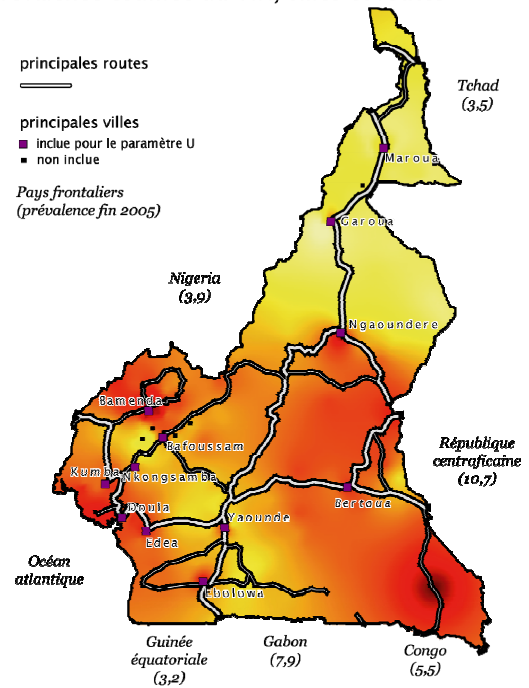 principales routes
principales villes
inclue pour le paramètre U
non inclue
Pays frontaliers
(prévalence fin 2005)
Tchad
(3,5)
Maroua
Garoua
Nigeria
(3,9)
Ngaoundere
Bamenda
Bafoussam
République
centraficaine
(10,7)
Kumba
Nkongsamba
Bertoua
Doula
Yaounde
Edea
Océan
atlantique
Ebolowa
Guinée
équatoriale
(3,2)
Gabon
(7,9)
Congo
(5,5)